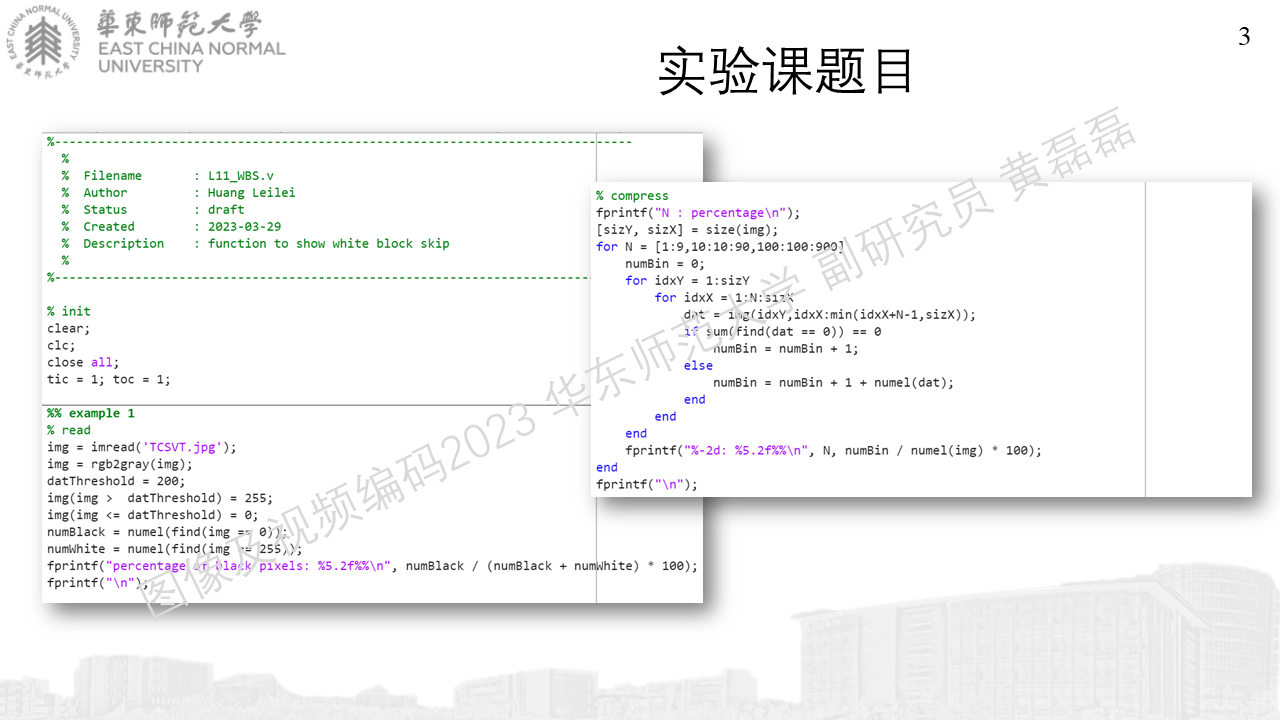 華東師范大學
EAST CHINA NORMAL
UNIVERSITY
EAST CHINA NORMAL UNIVERSITY
華東師范大學
3
实验课题目
%-------------------------------------------------------------------------------
%
% Filename : L11_WBS.v
% Author : Huang Leilei
% Status : draft
% Created : 2023-03-29
% Description : function to show white block skip
%
%-------------------------------------------------------------------------------
% init
clear;
clc;
close all;
tic = 1; toc = 1;
%% example 1
% read
img = imread('TCSVT.jpg');
img = rgb2gray(img);
datThreshold = 200;
img(img >  datThreshold) = 255;
img(img <= datThreshold) = 0;
numBlack = numel(find(img == 0));
numWhite = numel(find(img == 255));
fprintf("percentage of black pixels: %5.2f%%\n", numBlack / (numBlack + numWhite) * 100);
fprintf("\n");
% compress
fprintf("N : percentage\n");
[sizY, sizX] = size(img);
for N = [1:9,10:10:90,100:100:900]
numBin = 0;
for idxY = 1:sizY
for idxX = 1:N:sizX
dat = img(idxY,idxX:min(idxX+N-1,sizX));
if sum(find(dat == 0)) == 0
numBin = numBin + 1;
else
numBin = numBin + 1 + numel(dat);
end
end
end
fprintf("%-2d: %5.2f%%\n", N, numBin / numel(img) * 100);
end
fprintf("\n");
图像及视频编码2023 华东师范大学 副研究员 黄磊磊